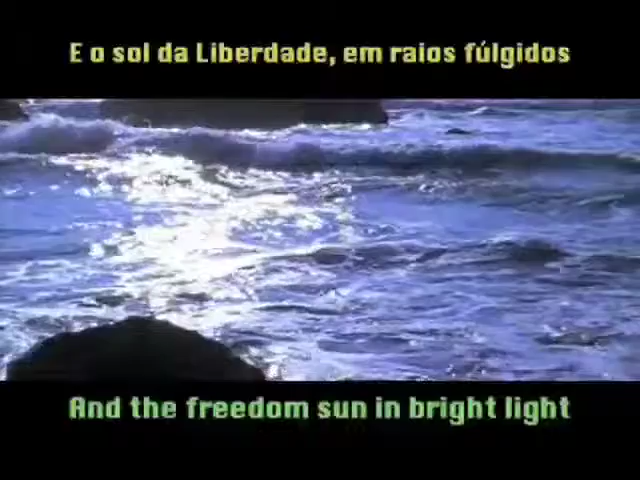 E o sol da Liberdade, em raios fúlgidos
And the freedom sun in bright light